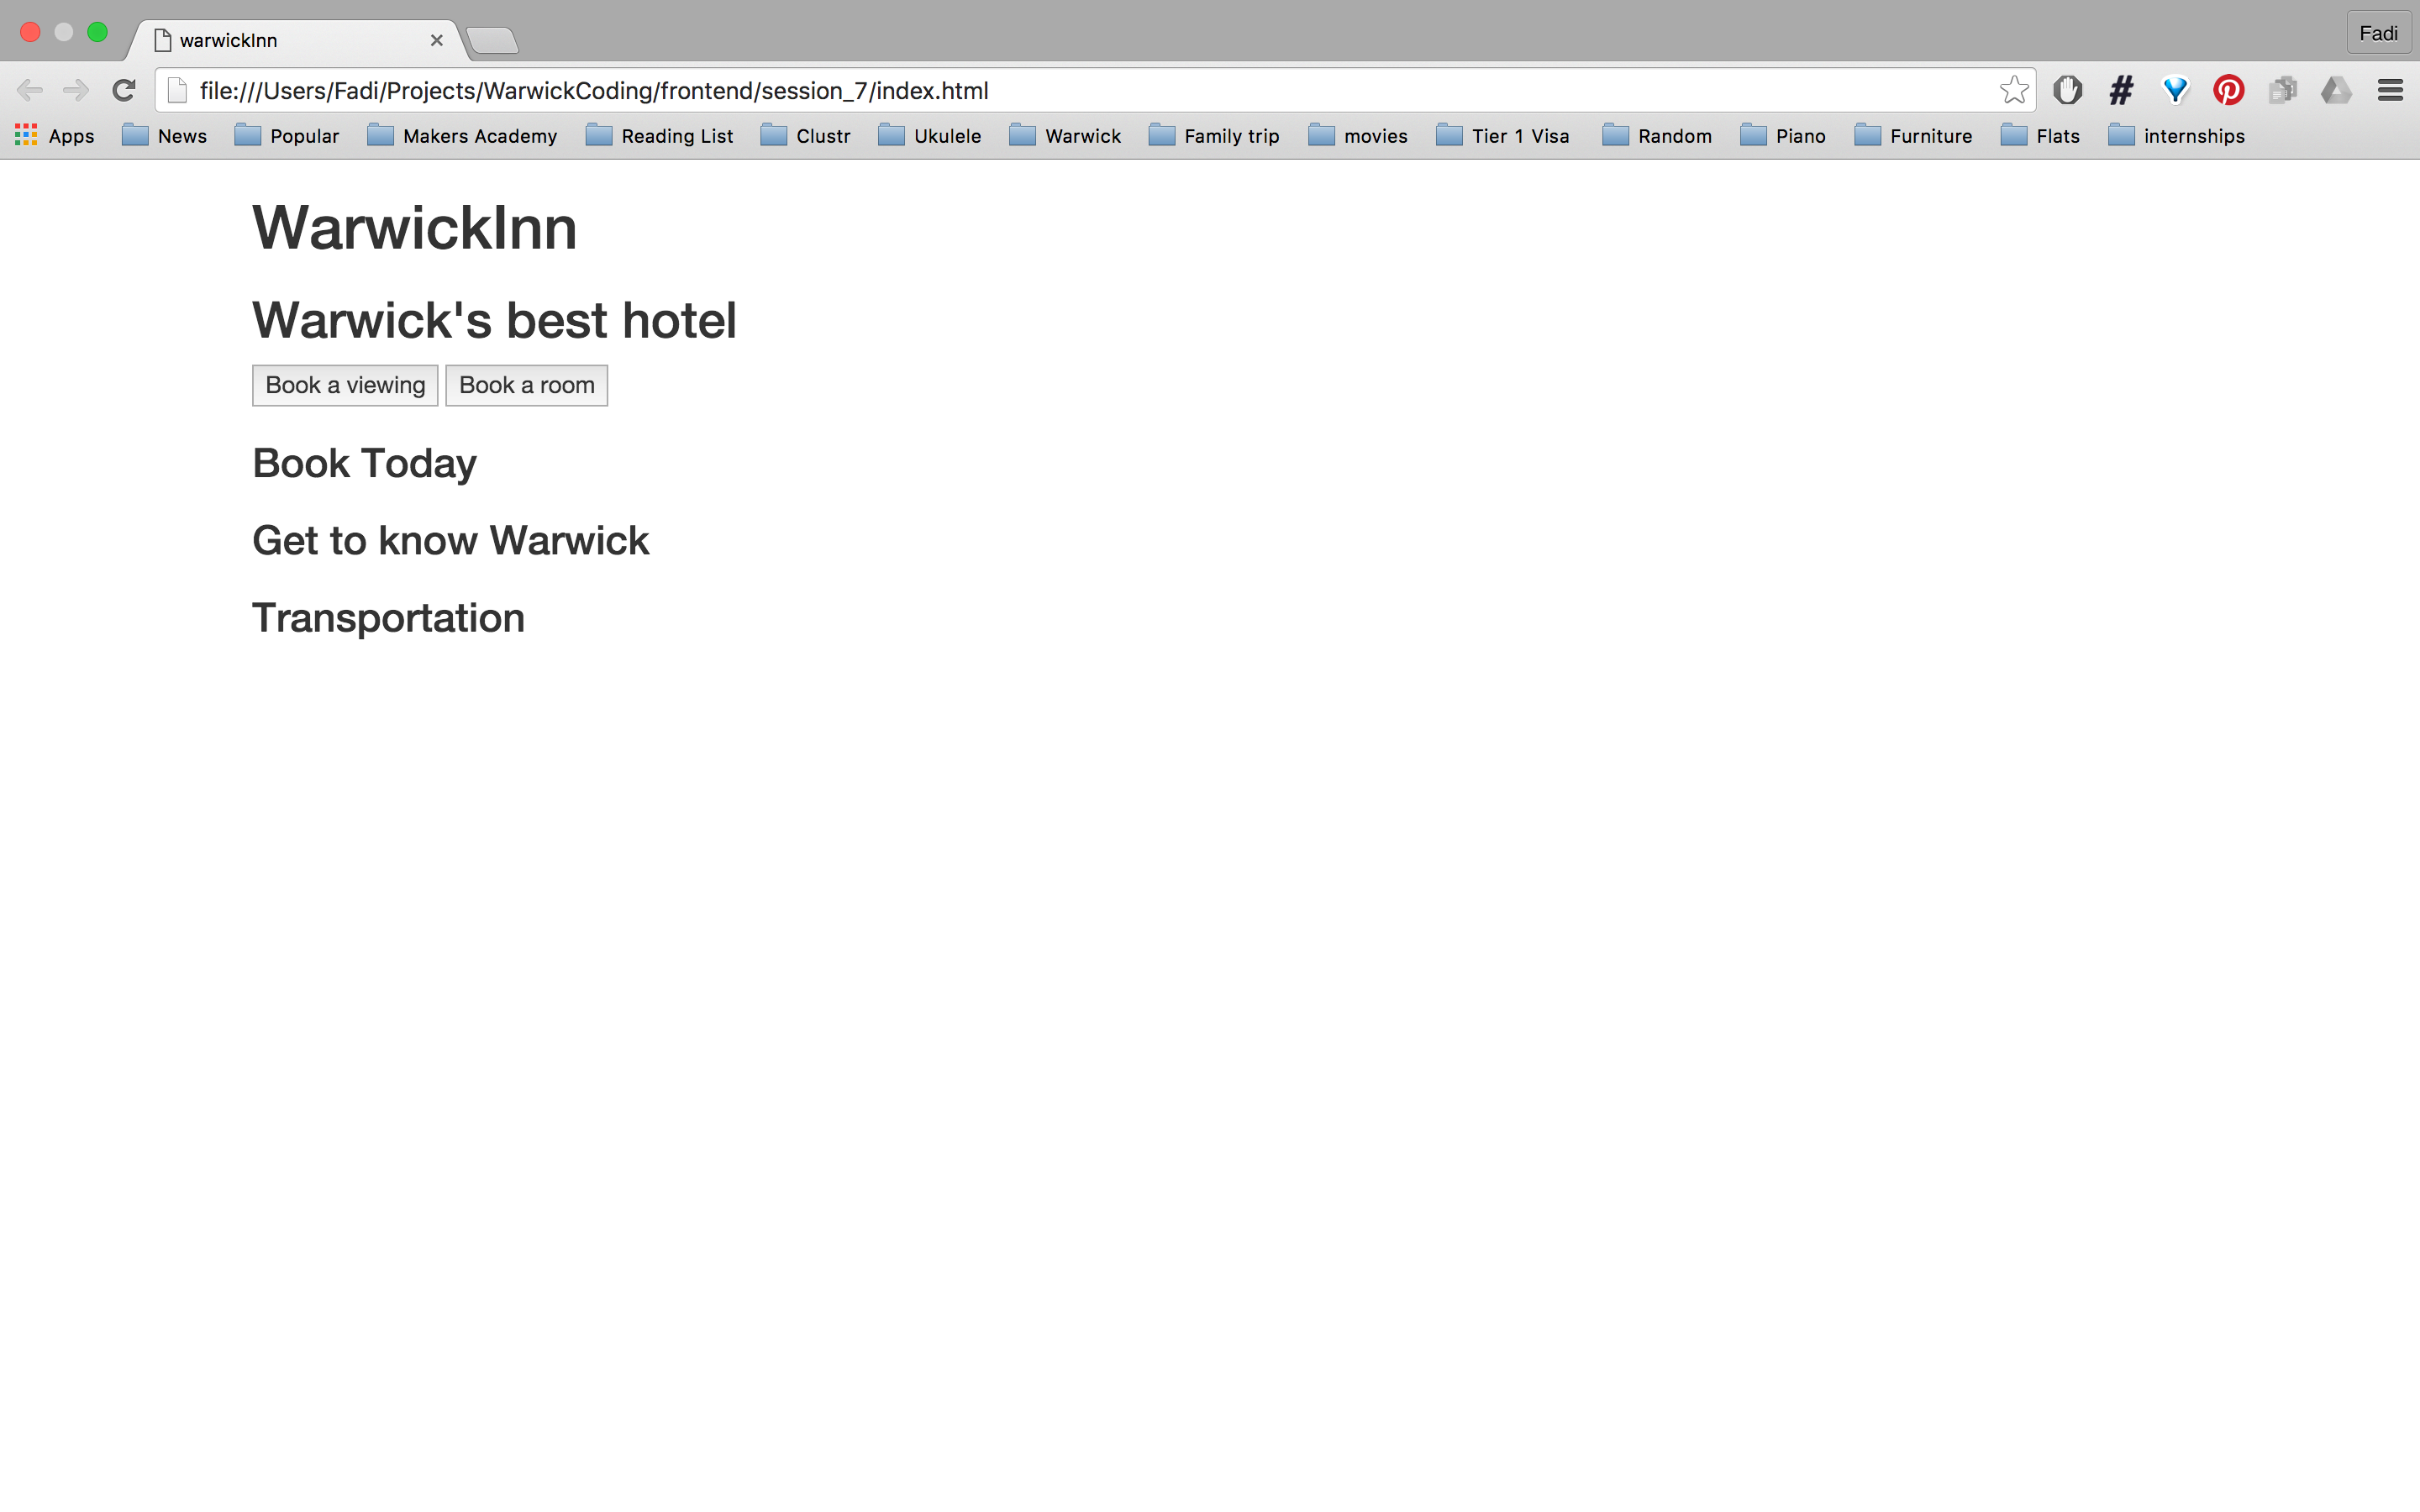 warwickInn
Fadi
file:///Users/Fadi/Projects/WarwickCoding/frontend/session_7/index.html
#
Apps News Popular Makers Academy Reading List Clustr Ukulele Warwick Family trip movies Tier 1 Visa Random Piano Furniture Flats internships
WarwickInn
Warwick's best hotel
Book a viewing Book a room
Book Today
Get to know Warwick
Transportation